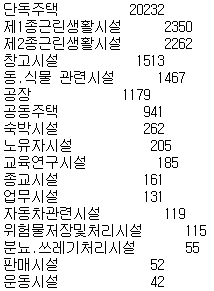 단독주택 20232
제1종근린생활시설 2350
제2종근린생활시설 2262
창고시설 1513
동.식물 관련시설 1467
공장 1179
공동주택 941
숙박시설 262
노유자시설 205
교육연구시설 185
종교시설 161
업무시설 131
자동차관련시설 119
위험물저장및처리시설 115
분뇨.쓰레기처리시설 55
판매시설 52
운동시설 42